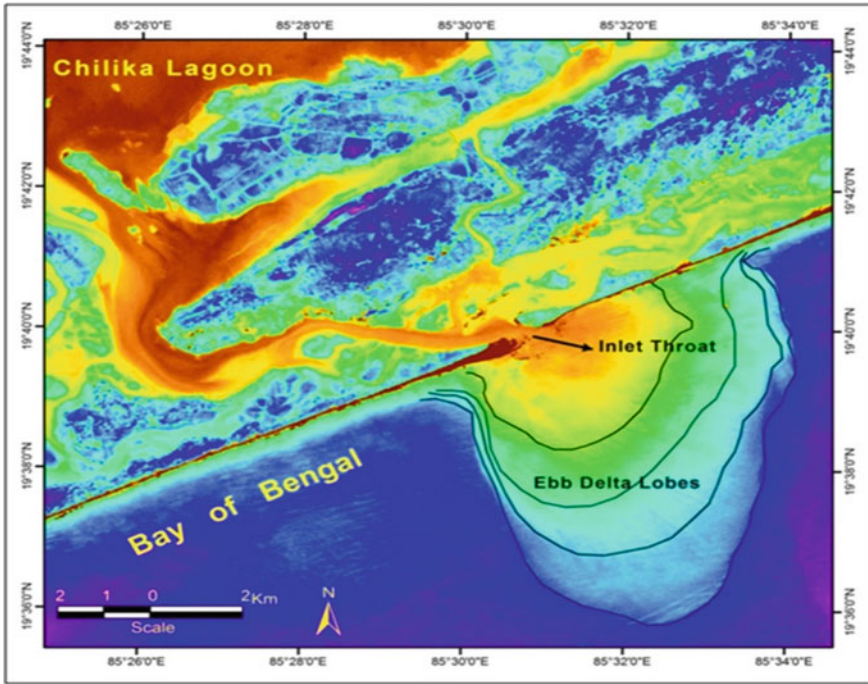 85°26'0"E 85°28'0"E 85°30'0"E 85°32'0"E 85°34'0"E
19°44'0"N 19°44'0"N
Chilika Lagoon
19°42'0"N 19°42'0"N
19°40'0"N 19°40'0"N
Inlet Throat
19°38'0"N 19°38'0"N
Ebb Delta Lobes
Bay of Bengal
19°36'0"N 19°36'0"N
2 1 0 2 Km
Scale
N
85°26'0"E 85°28'0"E 85°30'0"E 85°32'0"E 85°34'0"E